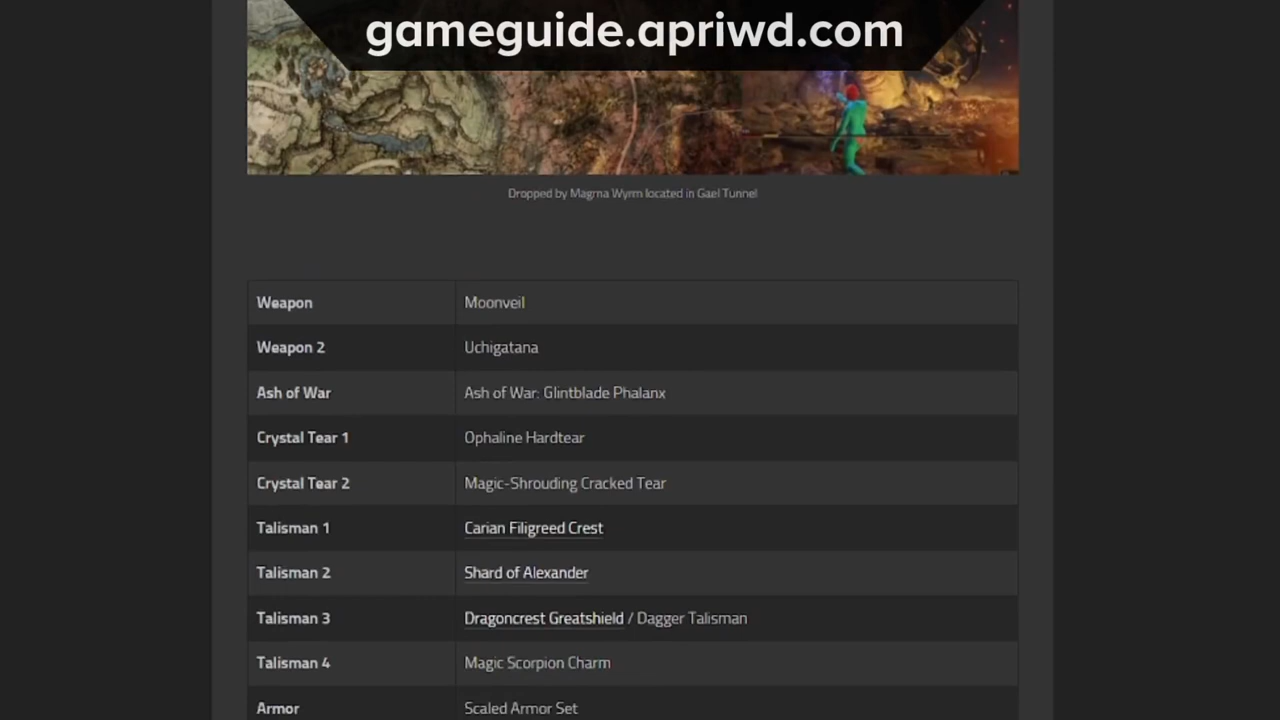 gameguide.apriwd.com
Dropped by Magma Wyrm located in Gael Tunnel
Weapon Moonveil
Weapon 2 Uchigatana
Ash of War Ash of War: Glintblade Phalanx
Crystal Tear 1 Ophaline Hardtear
Crystal Tear 2 Magic-Shrouding Cracked Tear
Talisman 1 Carian Filigreed Crest
Talisman 2 Shard of Alexander
Talisman 3 Dragoncrest Greatshield / Dagger Talisman
Talisman 4 Magic Scorpion Charm
Armor Scaled Armor Set